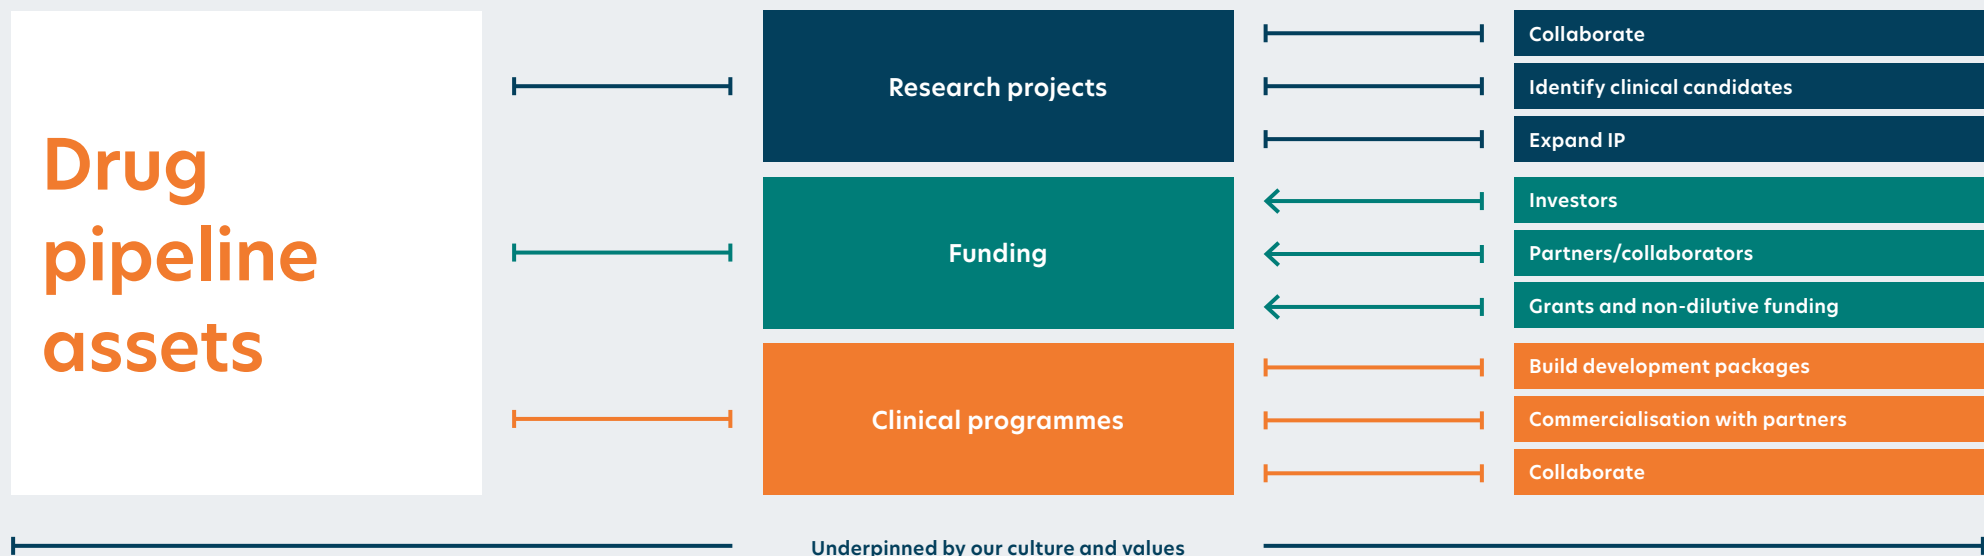 Drug
pipeline
assets
Research projects
Collaborate
Identify clinical candidates
Expand IP
Funding
Investors
Partners/collaborators
Grants and non-dilutive funding
Clinical programmes
Build development packages
Commercialisation with partners
Collaborate
Underpinned by our culture and values